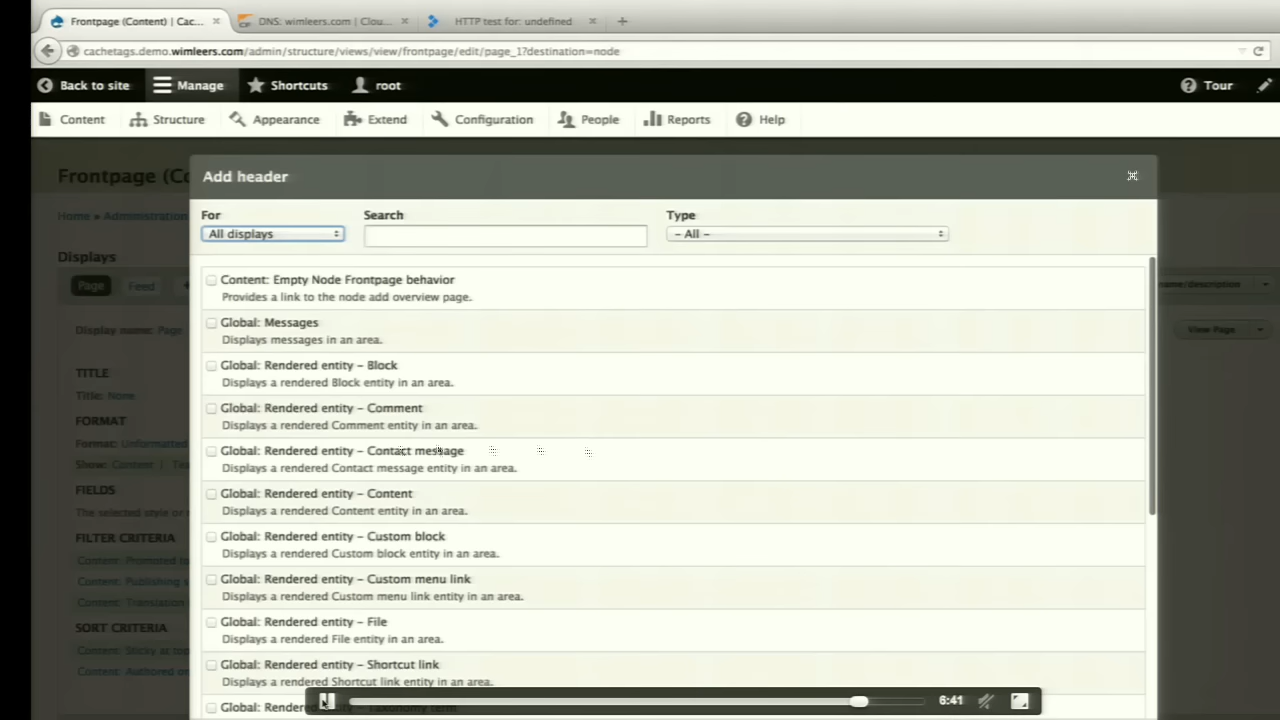 Frontpage (Content) | Cac...
DNS: wimleers.com | Clou...
HTTP test for: undefined
cachetags.demo.wimleers.com/admin/structure/views/view/frontpage/edit/page_1?destination=node
Back to site
Manage
Shortcuts
root
Tour
Content
Structure
Appearance
Extend
Configuration
People
Reports
Help
Frontpage (Co
Add header
Home » Administration
For
Search
Type
All displays
- All -
Displays
Page
Feed
name/description
Display name: Page
View Page
TITLE
Title: None
FORMAT
Format: Unformatted
Show: Content |
FIELDS
The selected style or
FILTER CRITERIA
Content: Promoted
Content: Publishing s
Content: Translation
SORT CRITERIA
Content: Sticky at top
Content: Authored on
Content: Empty Node Frontpage behavior
Provides a link to the node add overview page.
Global: Messages
Displays messages in an area.
Global: Rendered entity – Block
Displays a rendered Block entity in an area.
Global: Rendered entity – Comment
Displays a rendered Comment entity in an area.
Global: Rendered entity – Contact message
Displays a rendered Contact message entity in an area.
Global: Rendered entity – Content
Displays a rendered Content entity in an area.
Global: Rendered entity – Custom block
Displays a rendered Custom block entity in an area.
Global: Rendered entity – Custom menu link
Displays a rendered Custom menu link entity in an area.
Global: Rendered entity – File
Displays a rendered File entity in an area.
Global: Rendered entity – Shortcut link
Displays a rendered Shortcut link entity in an area.
Global: Rendered entity – Taxonomy term
6:41